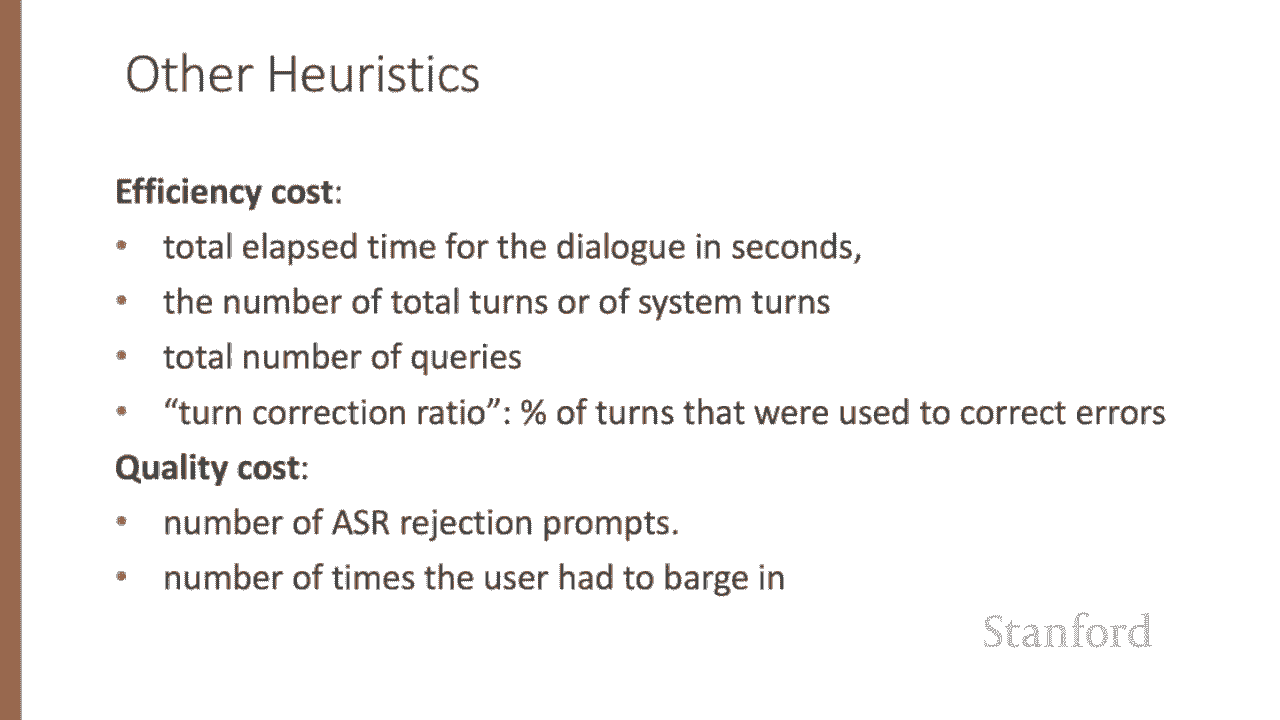 Other Heuristics
Efficiency cost:
• total elapsed time for the dialogue in seconds,
• the number of total turns or of system turns
• total number of queries
• “turn correction ratio”: % of turns that were used to correct errors
Quality cost:
• number of ASR rejection prompts.
• number of times the user had to barge in
Stanford